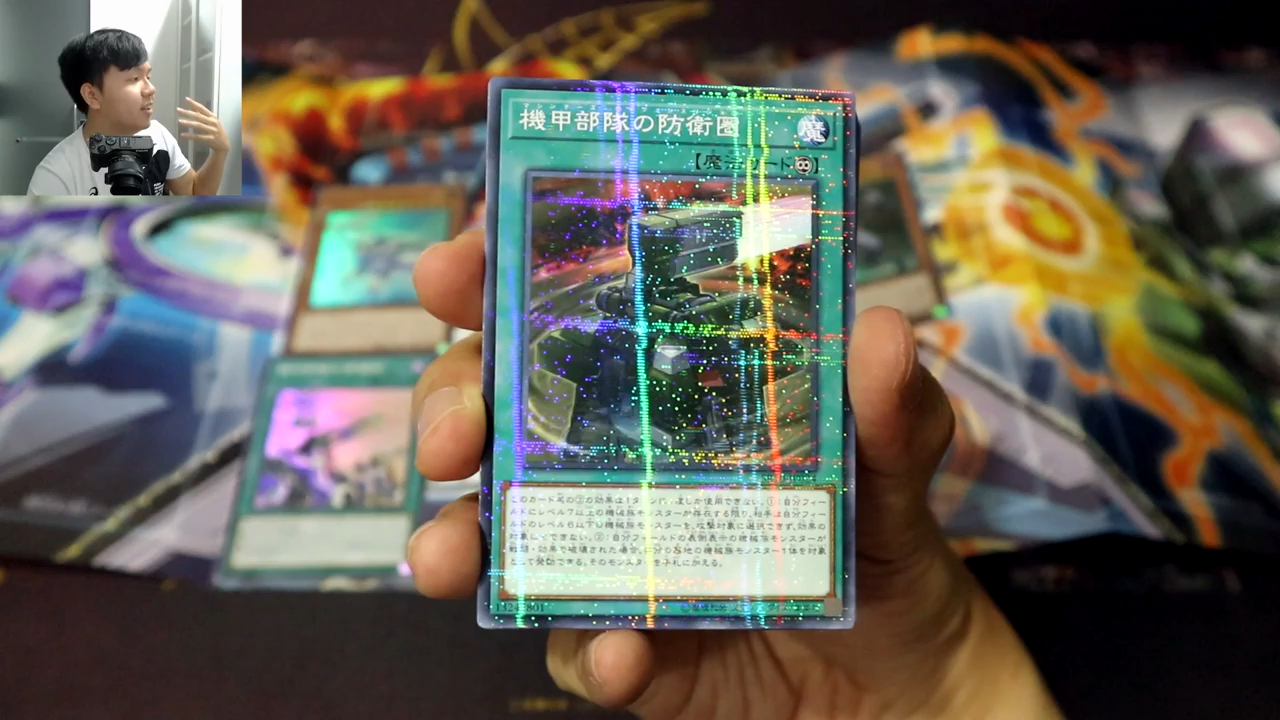 機甲部隊の防衛圏
魔
【魔法カード】
このカード名の②の効果は1ターンに1度しか使用できない。①:自分フィー
ルドにレベル7以上の機械族モンスターが存在する限り、相手は自分フィー
ルドのレベル6以下の機械族モンスターを、攻撃対象に選択できず、効果の
対象にできない。②:自分フィールドの表側表示の機械族モンスターが
戦闘・効果で破壊された場合、自分の墓地の機械族モンスター1体を対象
として発動できる。そのモンスターを手札に加える。